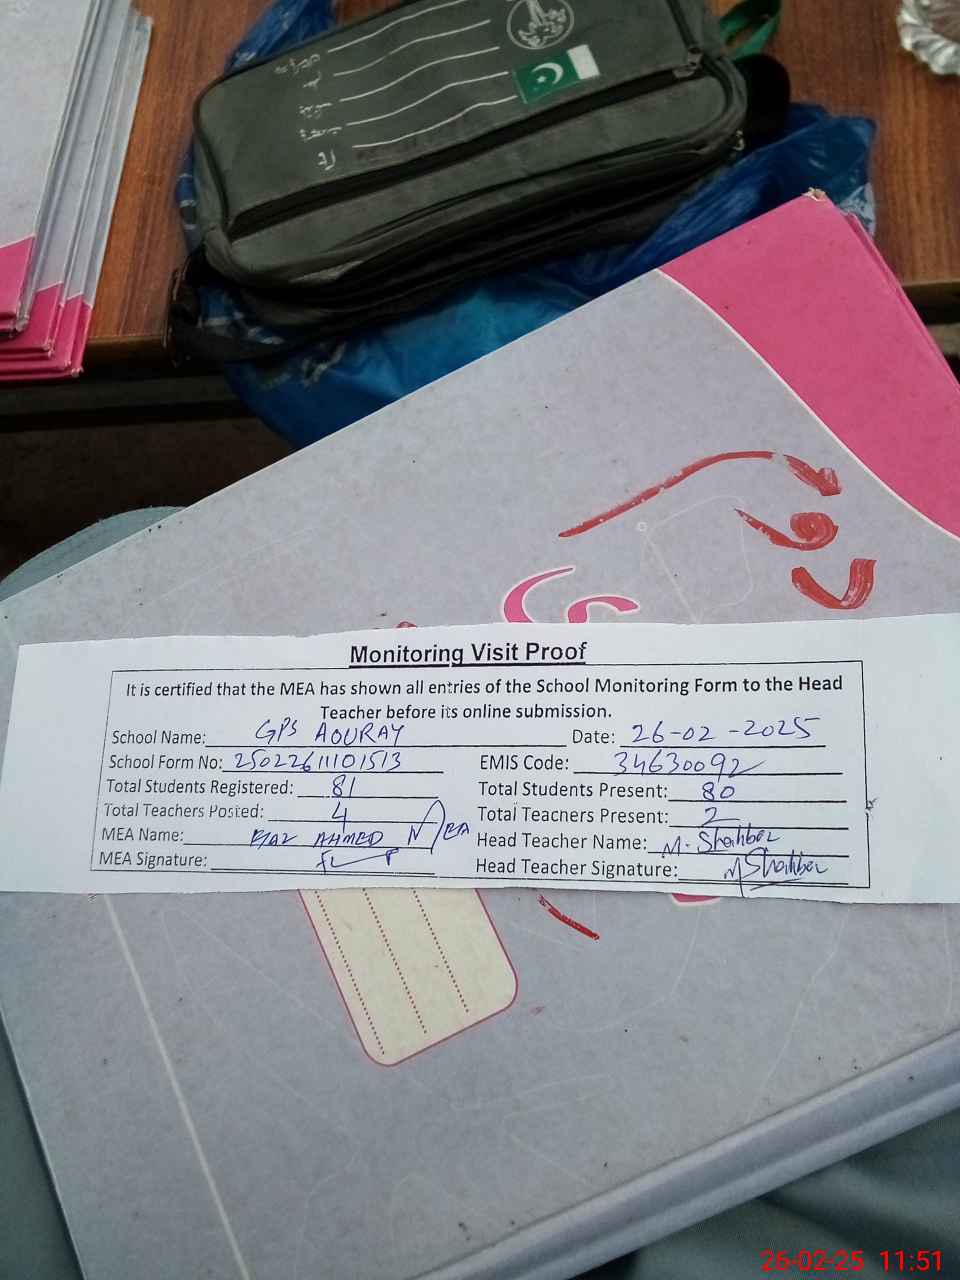 Monitoring Visit Proof
It is certified that the MEA has shown all entries of the School Monitoring Form to the Head
Teacher before its online submission.
School Name: GPS AOURAY Date: 26-02-2025
School Form No: 25022611101513 EMIS Code: 34630092
Total Students Registered: 81 Total Students Present: 80
Total Teachers Posted: 4 Total Teachers Present: 2
MEA Name: EJAZ AHMED Head Teacher Name: M. Shahbaz
MEA Signature: Head Teacher Signature: M Shahbaz
26-02-25 11:51